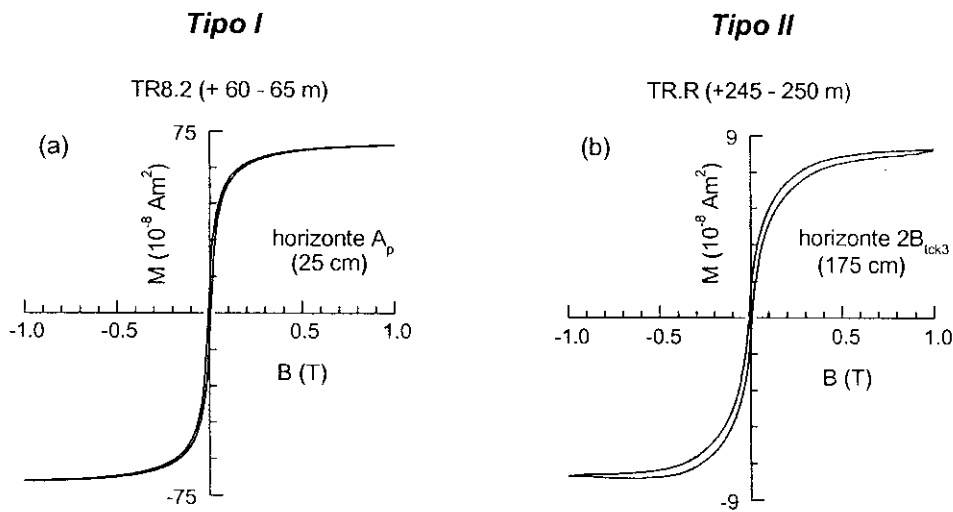 Tipo I
TR8.2 (+ 60 - 65 m)
(a)
75
M (10⁻⁸ Am²)
horizonte Aₚ
(25 cm)
-1.0 -0.5 0.5 1.0
B (T)
-75
Tipo II
TR.R (+245 - 250 m)
(b)
9
M (10⁻⁸ Am²)
horizonte 2B_tck3
(175 cm)
-1.0 -0.5 0.5 1.0
B (T)
-9